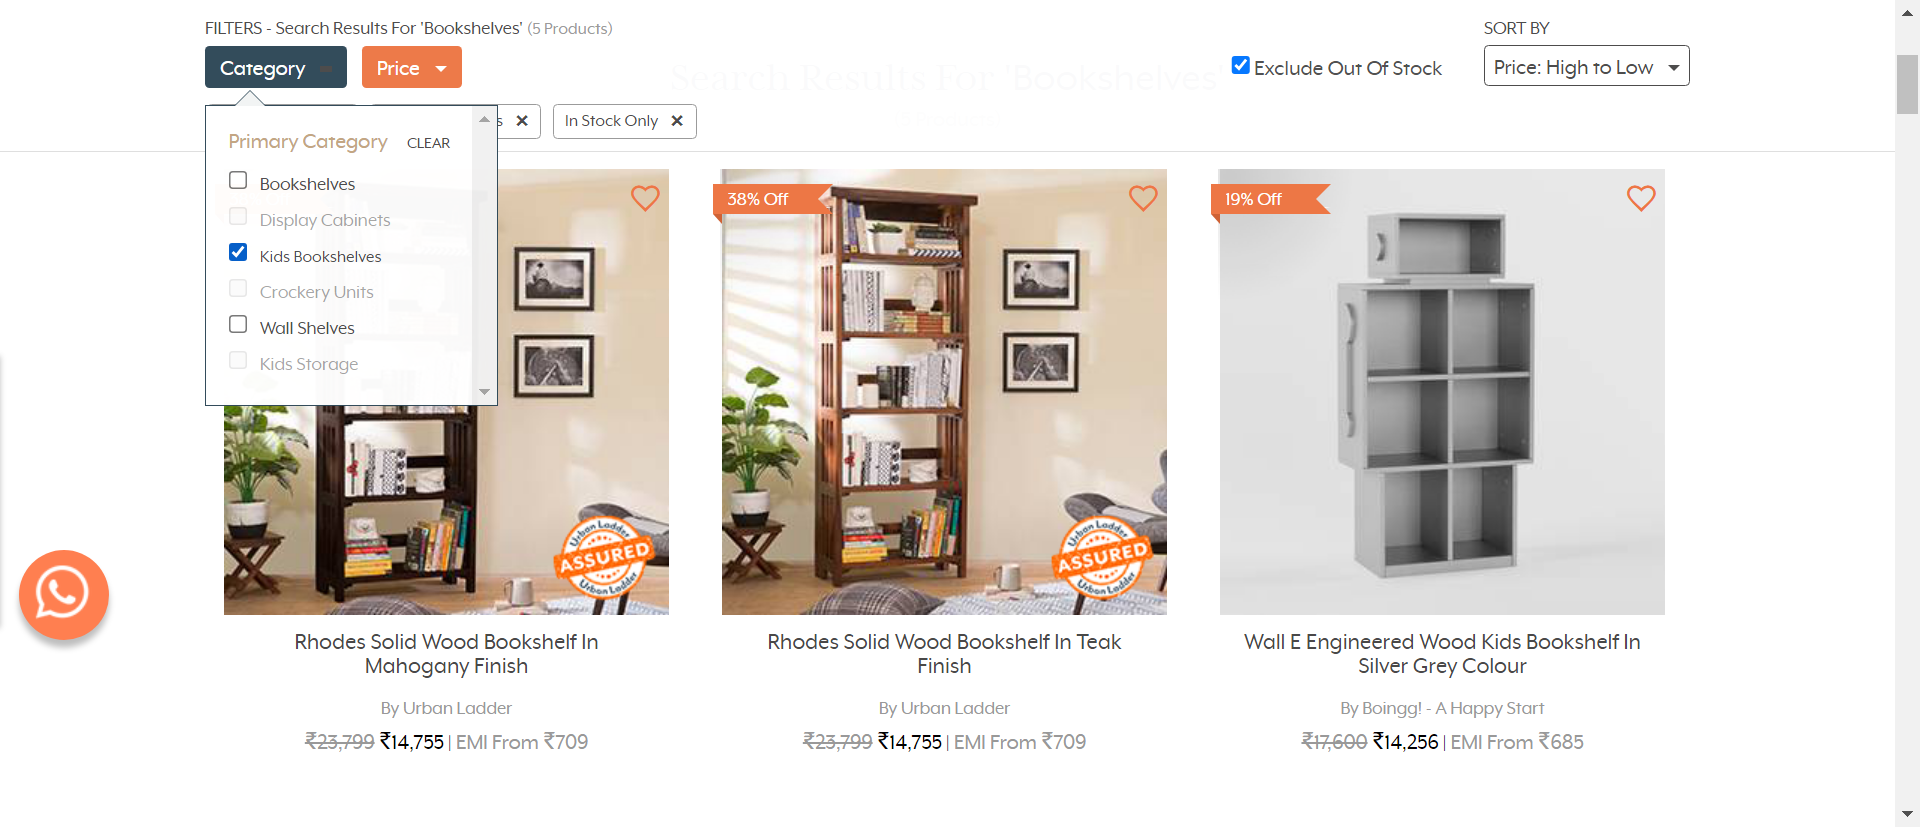 FILTERS - Search Results For 'Bookshelves' (5 Products)
SORT BY
Category
Price
Search Results For 'Bookshelves'
Exclude Out Of Stock
Price: High to Low
In Stock Only
Primary Category CLEAR
Bookshelves
Display Cabinets
Kids Bookshelves
Crockery Units
Wall Shelves
Kids Storage
38% Off
19% Off
Urban Ladder
ASSURED
Urban Ladder
Urban Ladder
ASSURED
Urban Ladder
Rhodes Solid Wood Bookshelf In
Mahogany Finish
By Urban Ladder
₹23,799 ₹14,755 | EMI From ₹709
Rhodes Solid Wood Bookshelf In Teak
Finish
By Urban Ladder
₹23,799 ₹14,755 | EMI From ₹709
Wall E Engineered Wood Kids Bookshelf In
Silver Grey Colour
By Boingg! - A Happy Start
₹17,600 ₹14,256 | EMI From ₹685